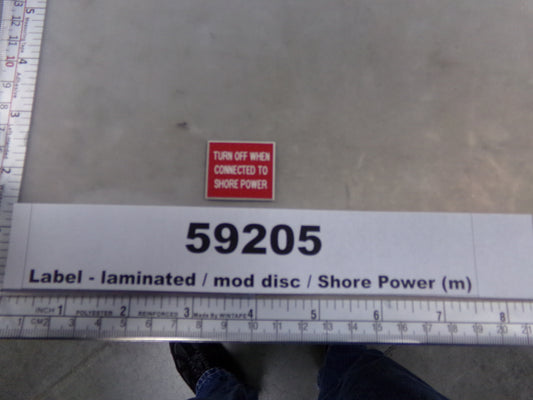 TURN OFF WHEN
CONNECTED TO
SHORE POWER
59205
Label - laminated / mod disc / Shore Power (m)
INCH 1 POLYESTER 2 REINFORCED 3 Made By WINTAPE 4 5 6 7 8
1 CM2 3 4 5 6 7 8 9 10 11 12 13 14 15 16 17 18 19 20 21